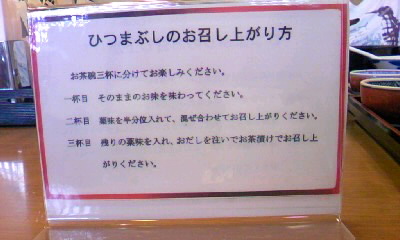 ひつまぶしのお召し上がり方
お茶碗三杯に分けてお楽しみください。
一杯目 そのままのお味を味わってください。
二杯目 薬味を半分位入れて、混ぜ合わせてお召し上がりください。
三杯目 残りの薬味を入れ、おだしを注いでお茶漬けでお召し上
がりください。